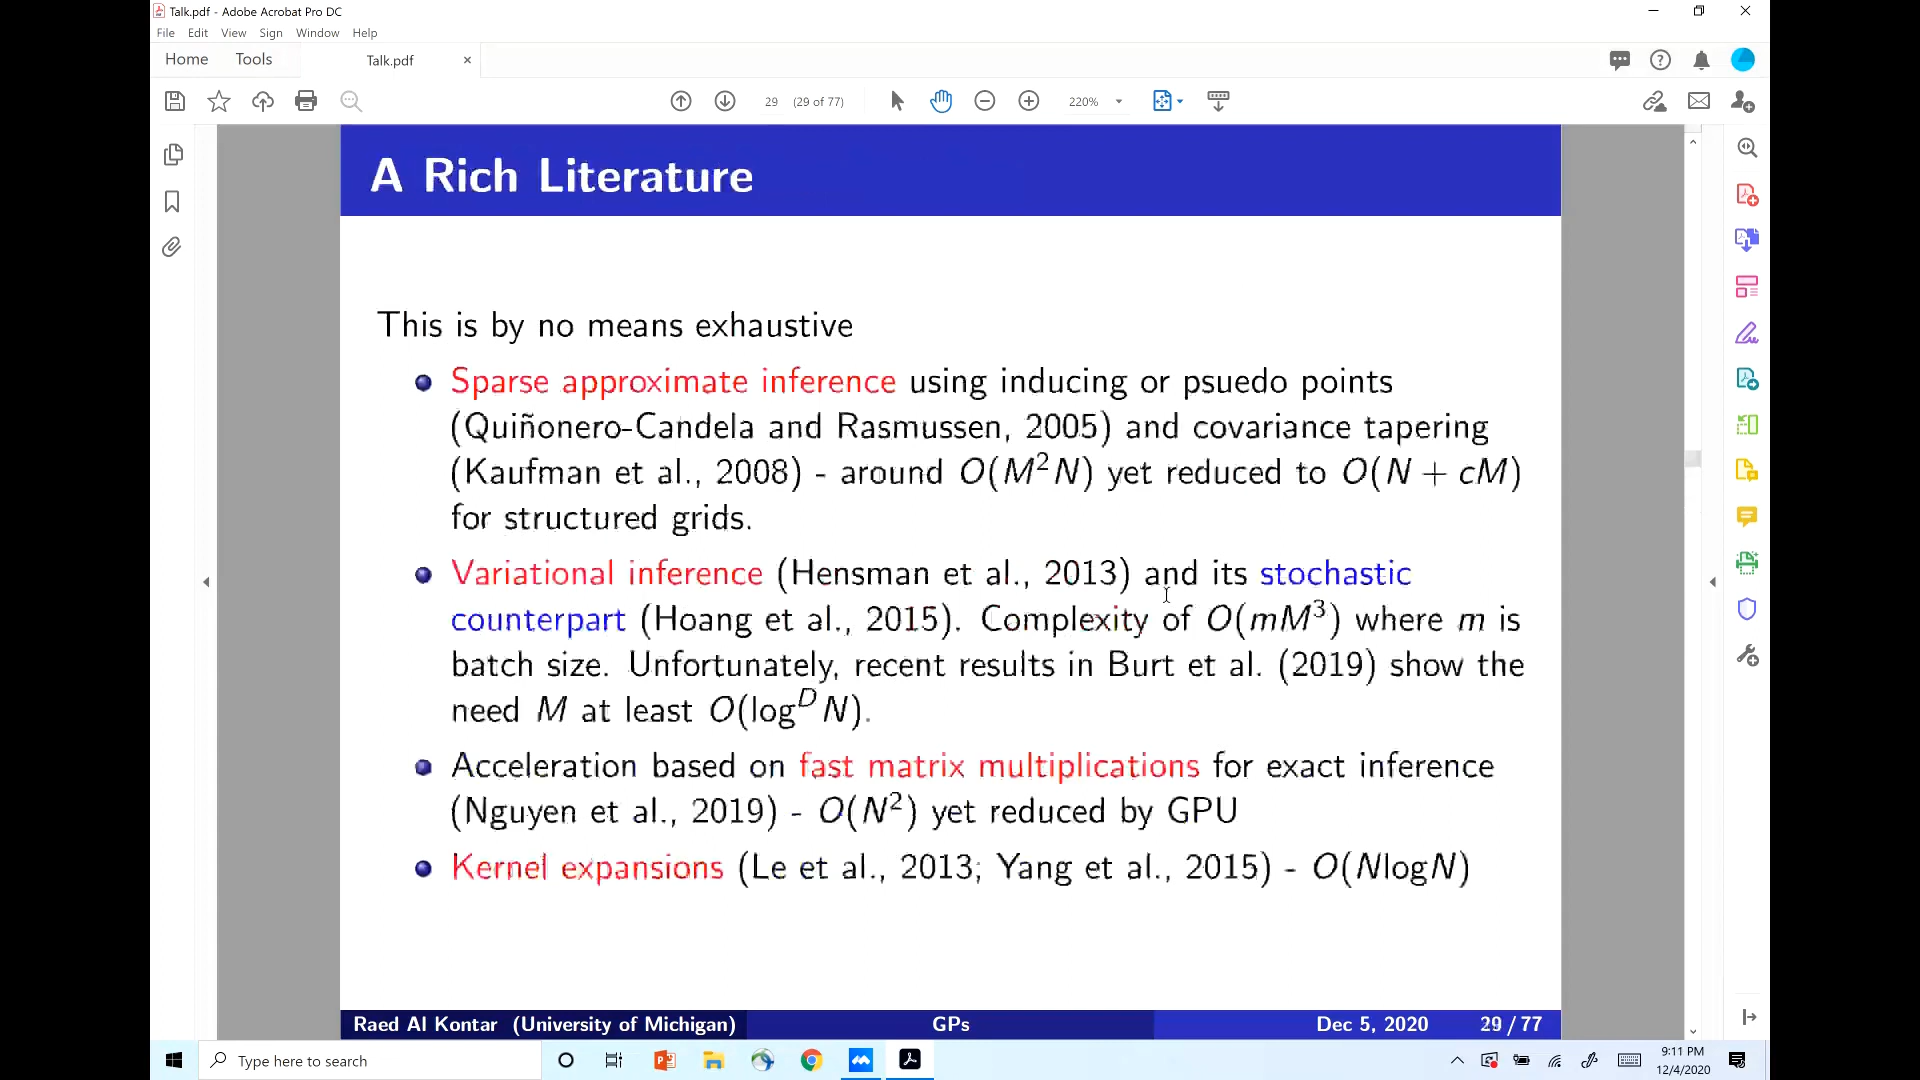 Talk.pdf - Adobe Acrobat Pro DC
File Edit View Sign Window Help
Home Tools Talk.pdf ×
29 (29 of 77) 220%
A Rich Literature
This is by no means exhaustive
Sparse approximate inference using inducing or psuedo points
(Quiñonero-Candela and Rasmussen, 2005) and covariance tapering
(Kaufman et al., 2008) - around O(M²N) yet reduced to O(N + cM)
for structured grids.
Variational inference (Hensman et al., 2013) and its stochastic
counterpart (Hoang et al., 2015). Complexity of O(mM³) where m is
batch size. Unfortunately, recent results in Burt et al. (2019) show the
need M at least O(logᴰN).
Acceleration based on fast matrix multiplications for exact inference
(Nguyen et al., 2019) - O(N²) yet reduced by GPU
Kernel expansions (Le et al., 2013; Yang et al., 2015) - O(NlogN)
Raed Al Kontar (University of Michigan) GPs Dec 5, 2020 29 / 77
Type here to search
9:11 PM
12/4/2020